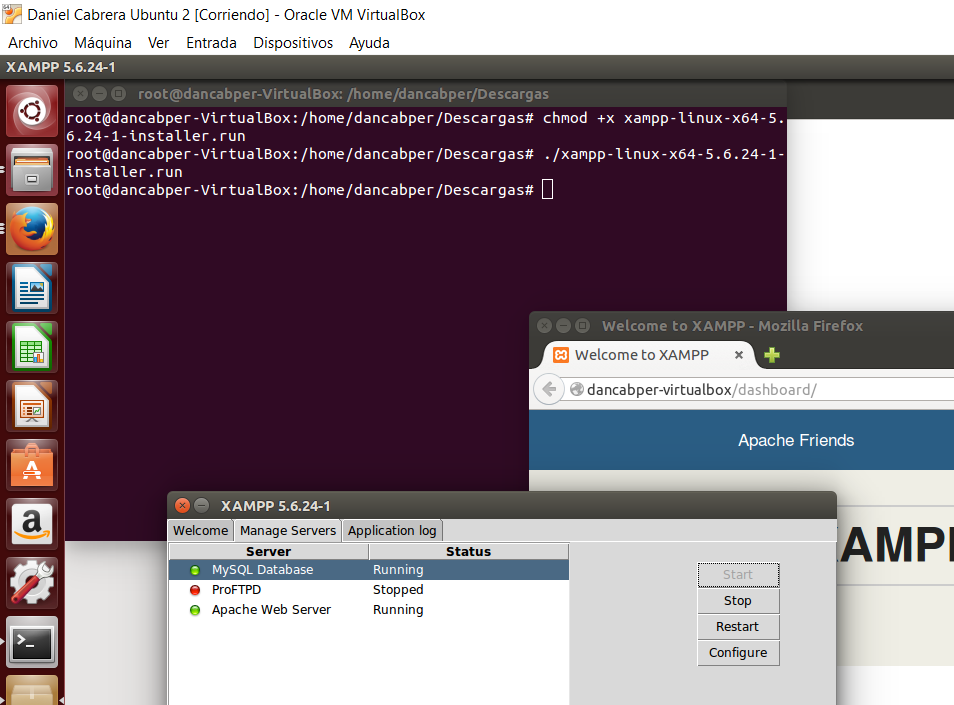 Daniel Cabrera Ubuntu 2 [Corriendo] - Oracle VM VirtualBox
Archivo Máquina Ver Entrada Dispositivos Ayuda
XAMPP 5.6.24-1
root@dancabper-VirtualBox: /home/dancabper/Descargas
root@dancabper-VirtualBox:/home/dancabper/Descargas# chmod +x xampp-linux-x64-5.
6.24-1-installer.run
root@dancabper-VirtualBox:/home/dancabper/Descargas# ./xampp-linux-x64-5.6.24-1-
installer.run
root@dancabper-VirtualBox:/home/dancabper/Descargas#
Welcome to XAMPP - Mozilla Firefox
Welcome to XAMPP
dancabper-virtualbox/dashboard/
Apache Friends
AMPP
XAMPP 5.6.24-1
Welcome Manage Servers Application log
Server Status
MySQL Database Running
ProFTPD Stopped
Apache Web Server Running
Start
Stop
Restart
Configure